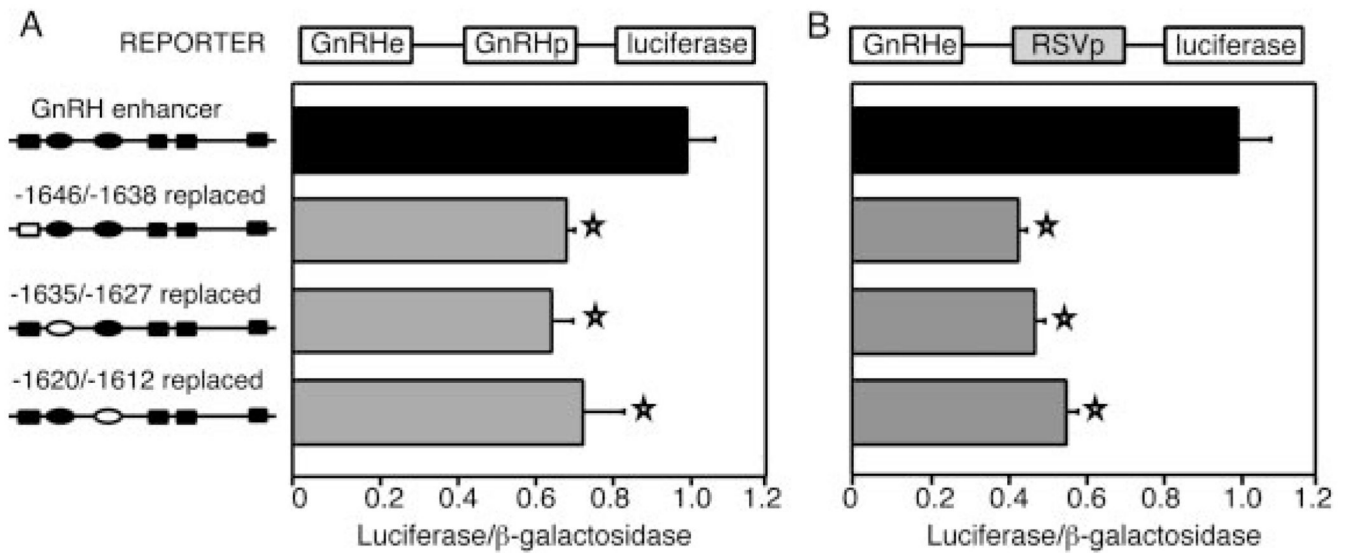 A
REPORTER
GnRHe
GnRHp
luciferase
GnRH enhancer
-1646/-1638 replaced
-1635/-1627 replaced
-1620/-1612 replaced
0 0.2 0.4 0.6 0.8 1.0 1.2
Luciferase/β-galactosidase
B
GnRHe
RSVp
luciferase
0 0.2 0.4 0.6 0.8 1.0 1.2
Luciferase/β-galactosidase